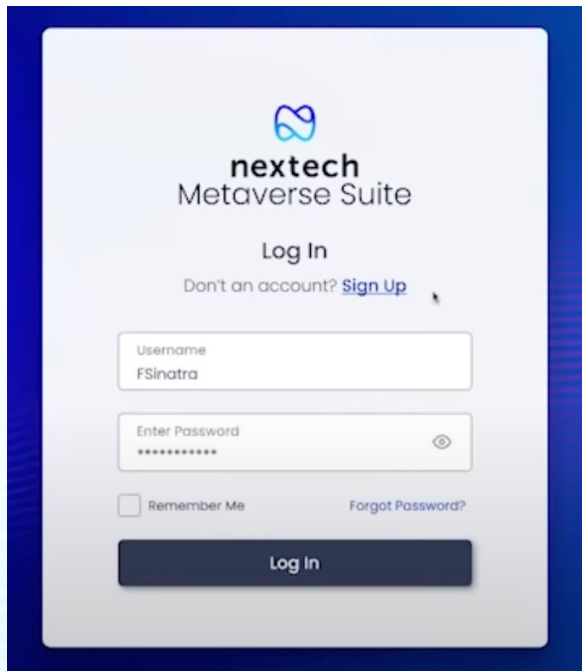 nextech
Metaverse Suite
Log In
Don't an account? Sign Up
Username
FSinatra
Enter Password
***********
Remember Me
Forgot Password?
Log In